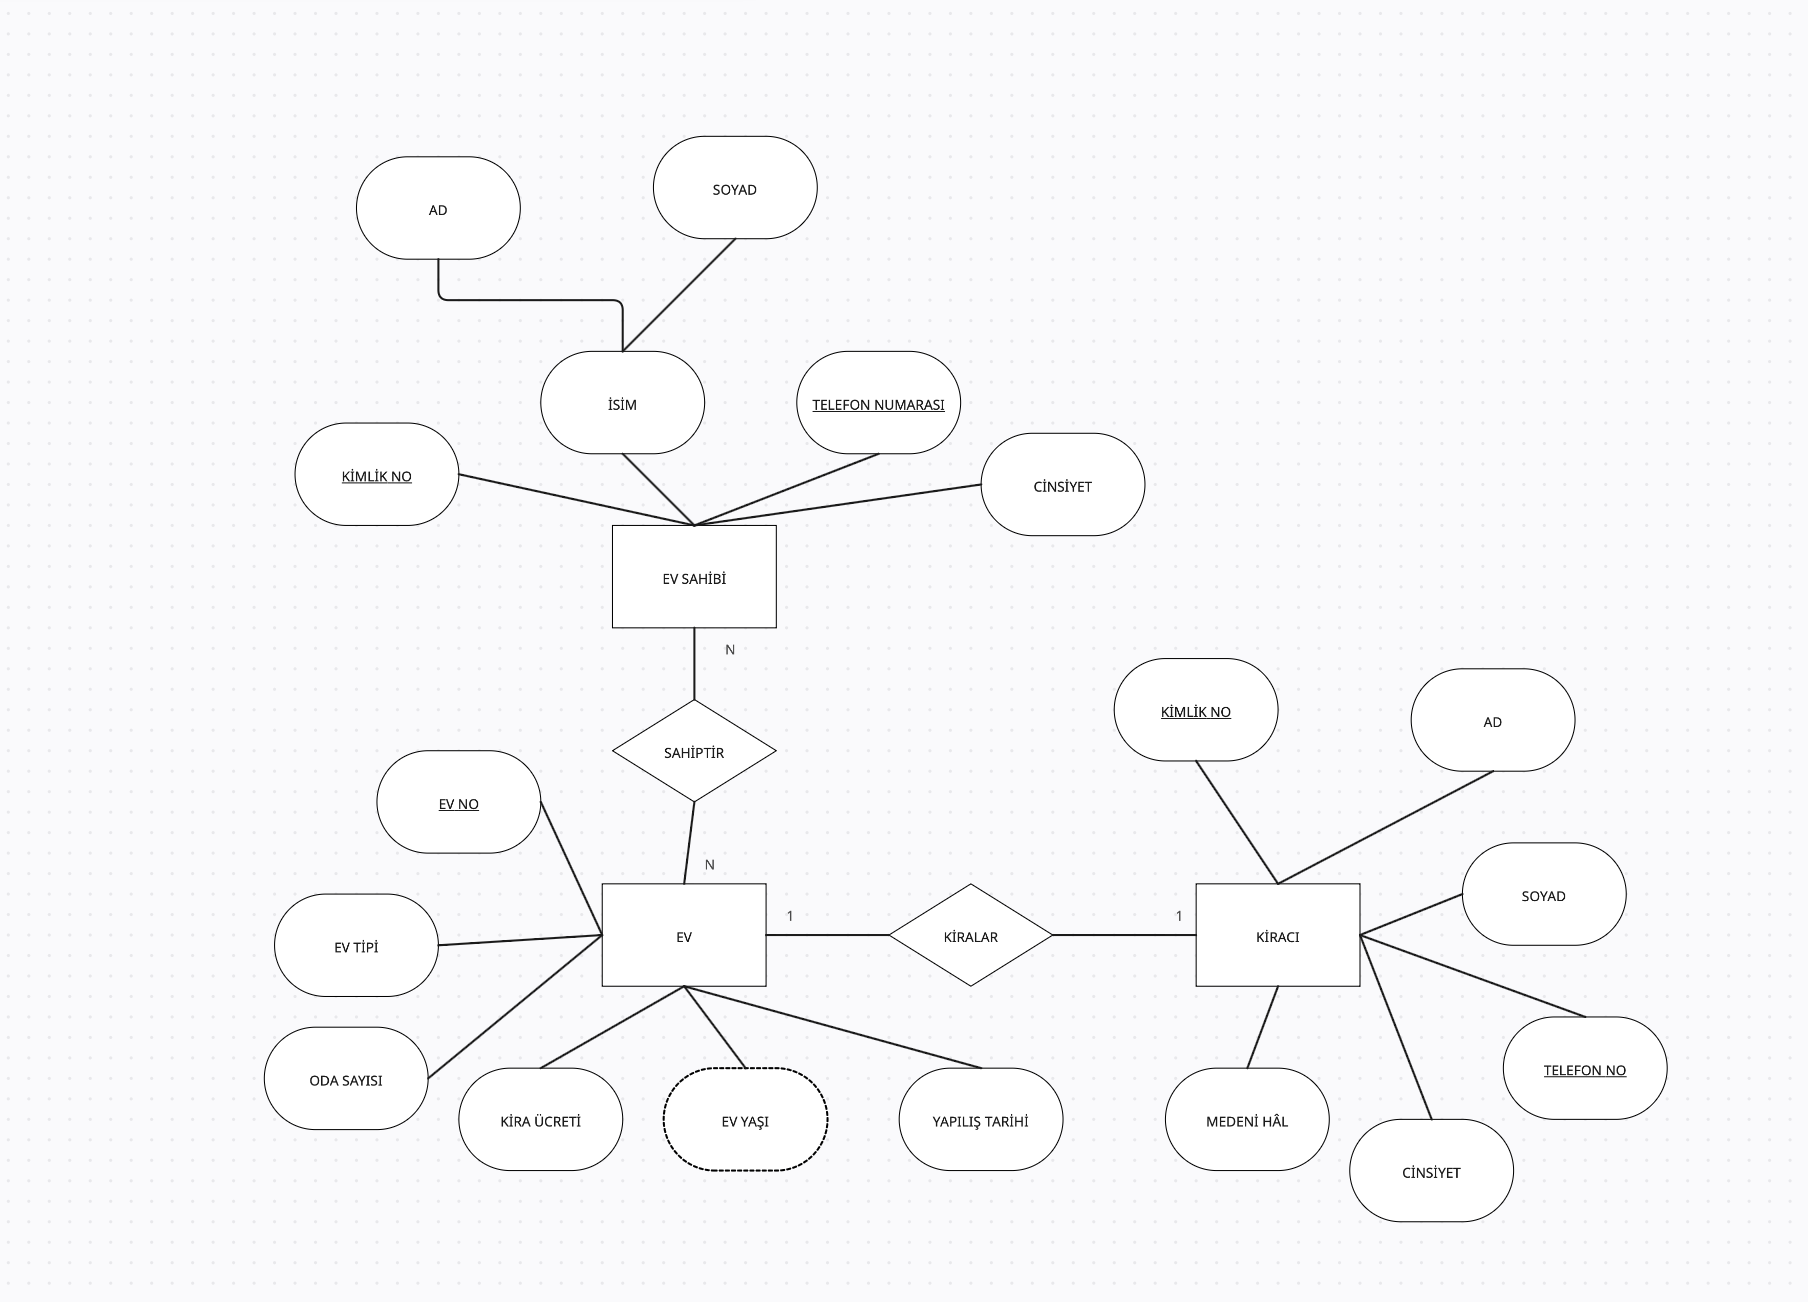 SOYAD
AD
İSİM
TELEFON NUMARASI
KİMLİK NO
CİNSİYET
EV SAHİBİ
N
SAHİPTİR
KİMLİK NO
AD
EV NO
N
SOYAD
1
1
EV
KİRALAR
KİRACI
EV TİPİ
TELEFON NO
ODA SAYISI
KİRA ÜCRETİ
EV YAŞI
YAPILIŞ TARİHİ
MEDENİ HÂL
CİNSİYET